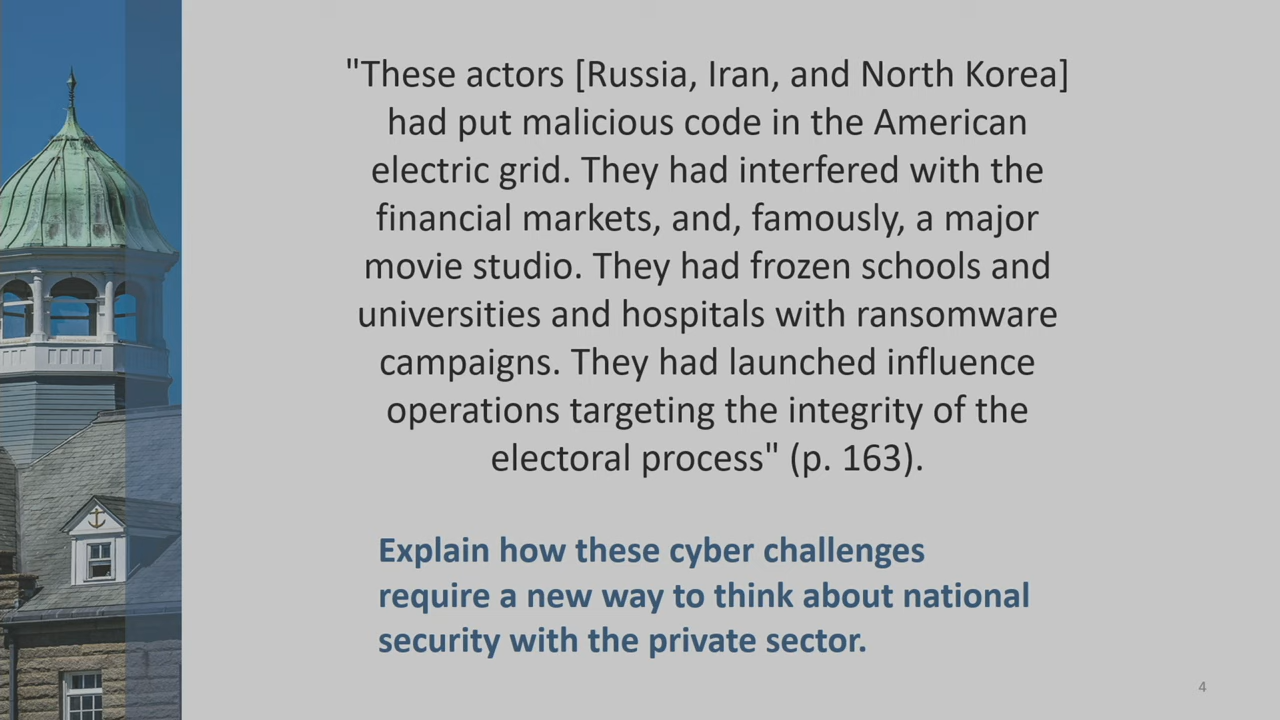 "These actors [Russia, Iran, and North Korea]
had put malicious code in the American
electric grid. They had interfered with the
financial markets, and, famously, a major
movie studio. They had frozen schools and
universities and hospitals with ransomware
campaigns. They had launched influence
operations targeting the integrity of the
electoral process" (p. 163).
Explain how these cyber challenges
require a new way to think about national
security with the private sector.
4